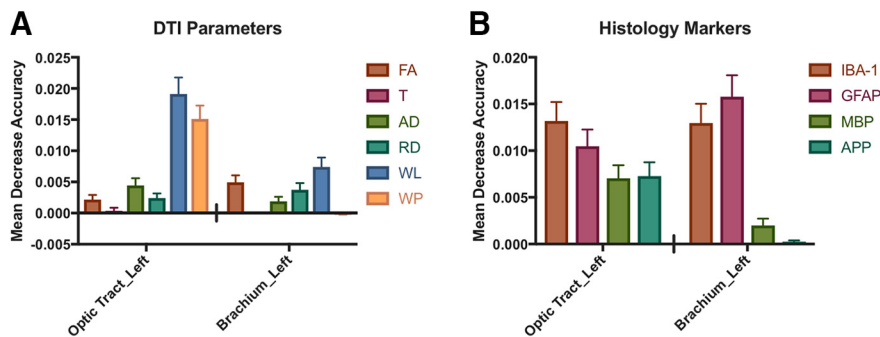 A
DTI Parameters
Mean Decrease Accuracy
0.025
0.020
0.015
0.010
0.005
0.000
-0.005
Optic Tract_Left
Brachium_Left
FA
T
AD
RD
WL
WP
B
Histology Markers
Mean Decrease Accuracy
0.020
0.015
0.010
0.005
0.000
Optic Tract_Left
Brachium_Left
IBA-1
GFAP
MBP
APP